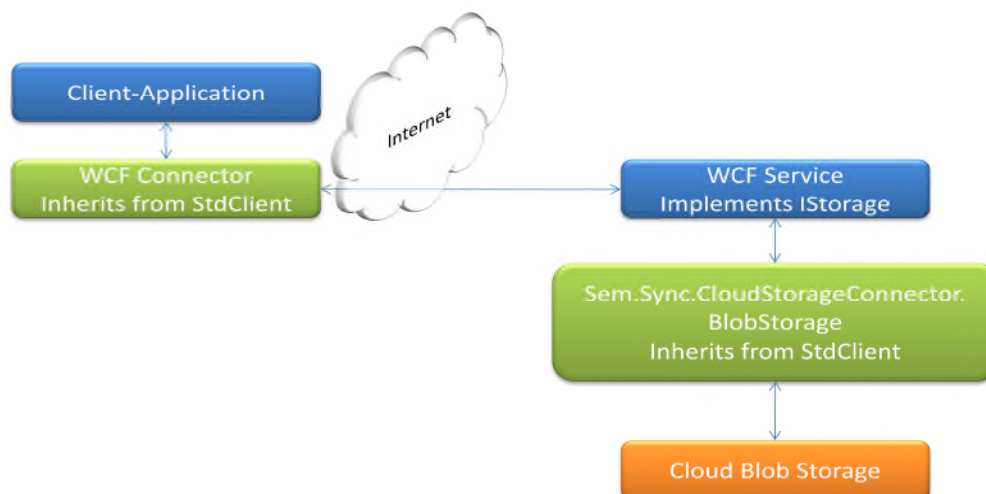 Client-Application
Internet
WCF Connector
Inherits from StdClient
WCF Service
Implements IStorage
Sem.Sync.CloudStorageConnector.
BlobStorage
Inherits from StdClient
Cloud Blob Storage